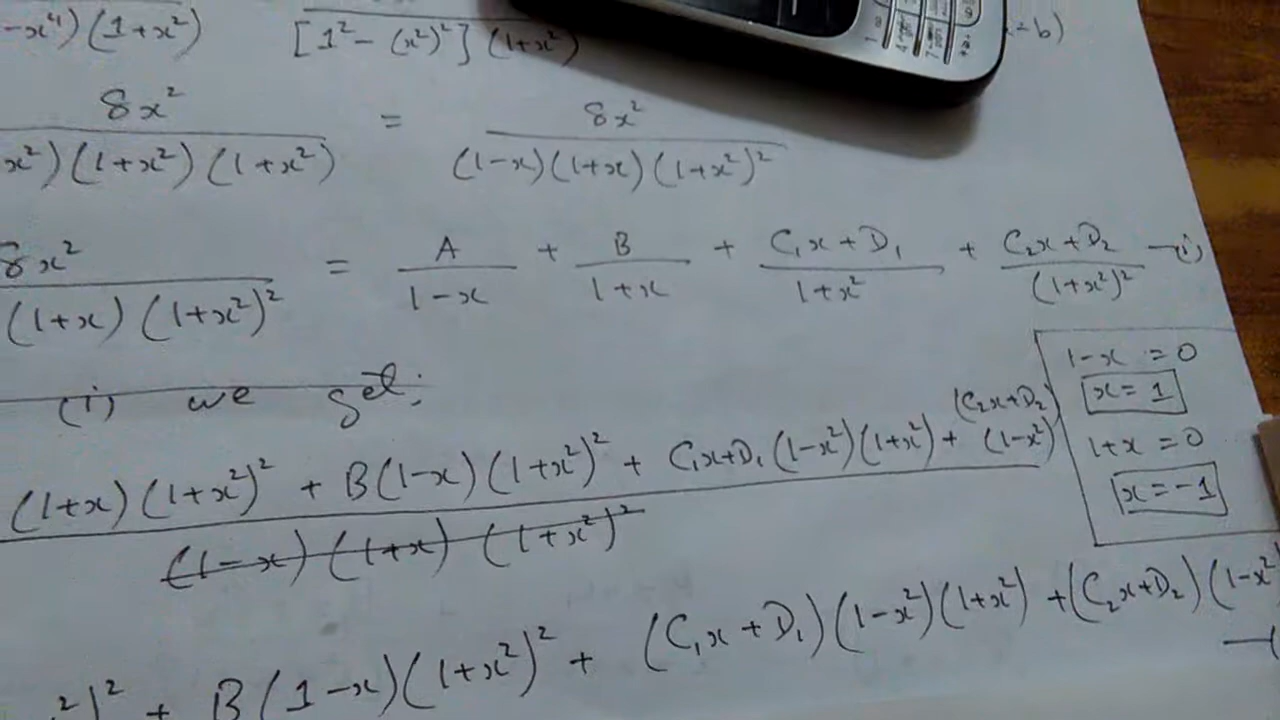 -x⁴)(1+x²) [1²-(x²)²](1+x²) -b)
8x² = 8x²
x²)(1+x²)(1+x²) (1-x)(1+x)(1+x²)²
8x² = A + B + C₁x+D₁ + C₂x+D₂ —(i)
(1+x)(1+x²)² 1-x 1+x 1+x² (1+x²)²
1-x = 0
x = 1
1+x = 0
x = -1
(i) we get;
(1+x)(1+x²)² + B(1-x)(1+x²)² + C₁x+D₁(1-x²)(1+x²) + (C₂x+D₂)(1-x²)
(1-x)(1+x)(1+x²)²
²)² + B(1-x)(1+x²)² + (C₁x+D₁)(1-x²)(1+x²) + (C₂x+D₂)(1-x²